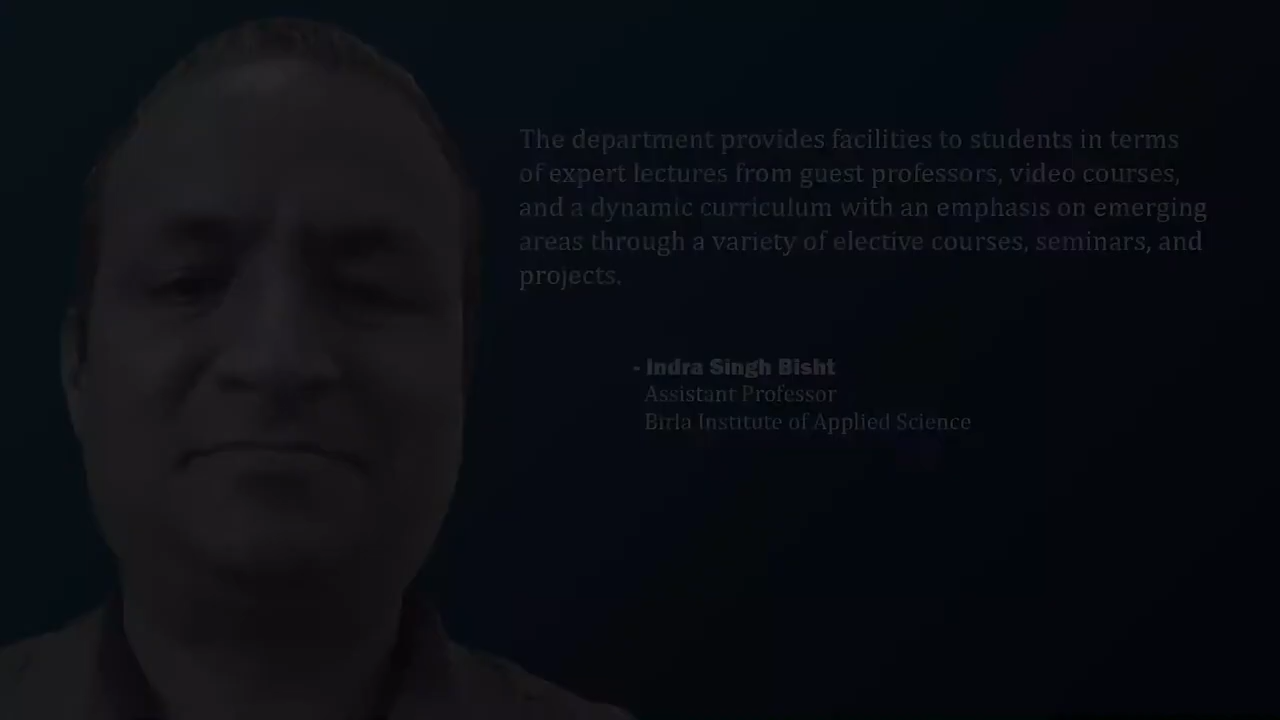 The department provides facilities to students in terms
of expert lectures from guest professors, video courses,
and a dynamic curriculum with an emphasis on emerging
areas through a variety of elective courses, seminars, and
projects.
- Indra Singh Bisht
Assistant Professor
Birla Institute of Applied Science